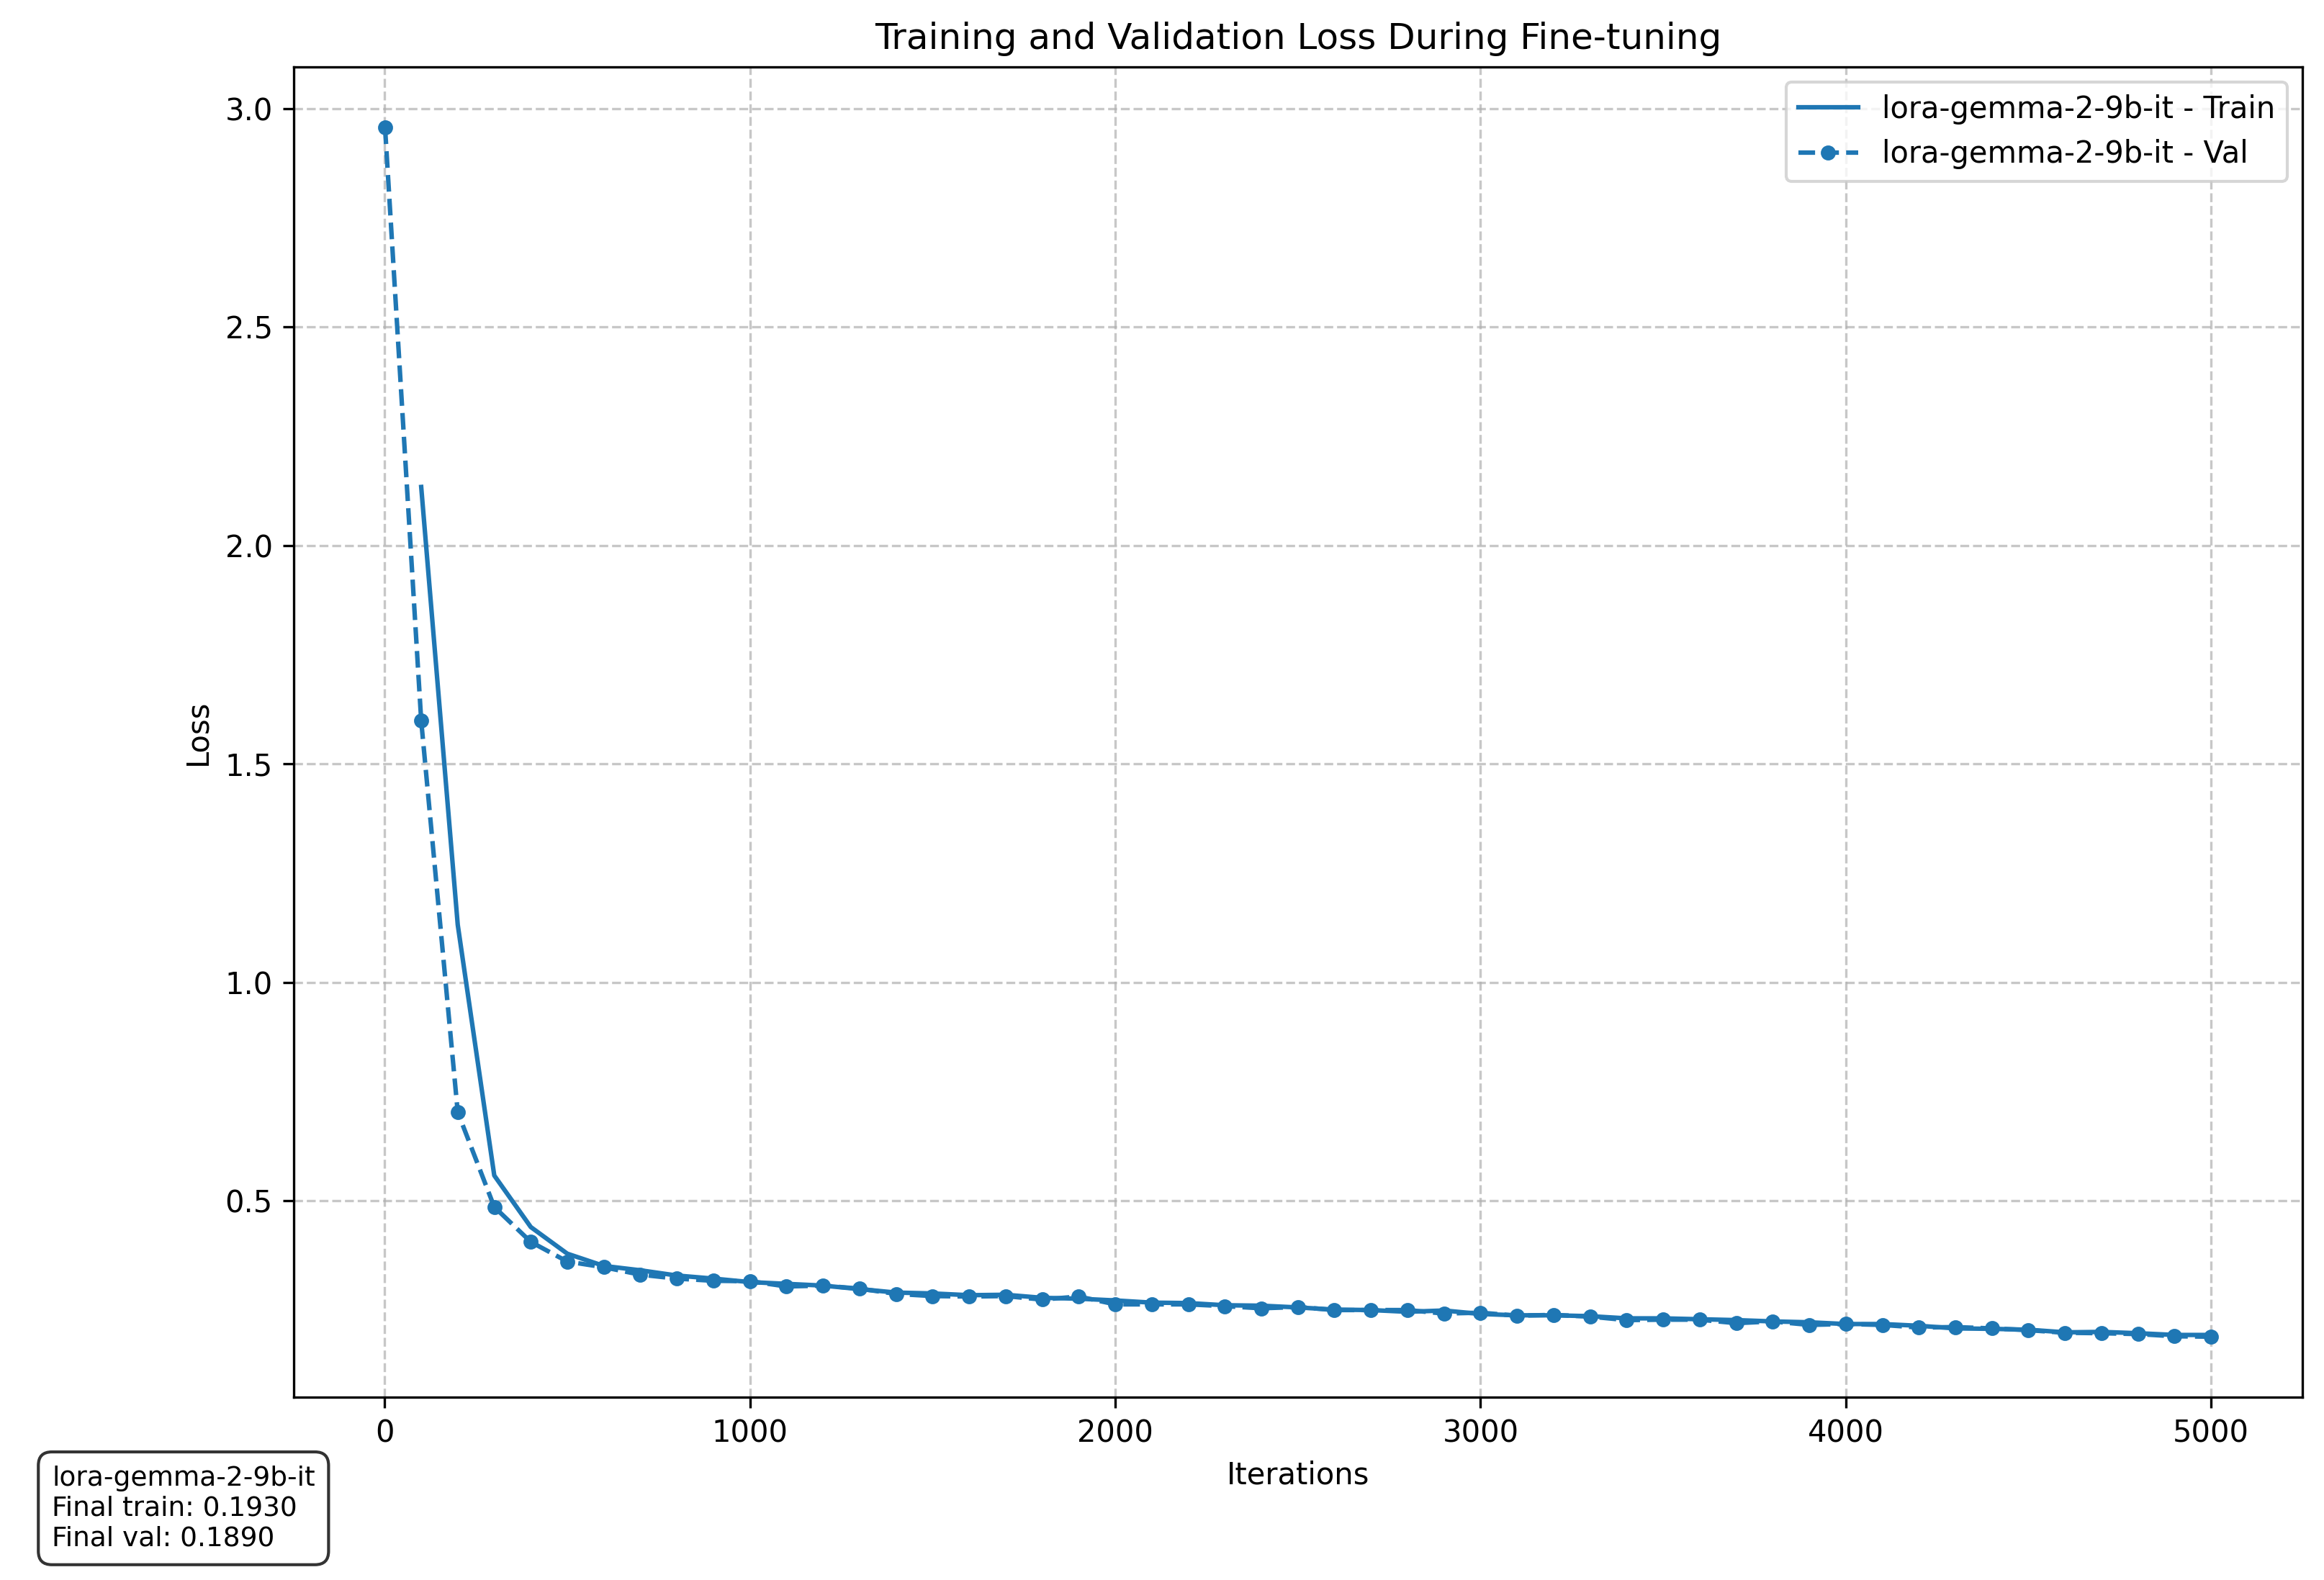 Training and Validation Loss During Fine-tuning
lora-gemma-2-9b-it - Train
lora-gemma-2-9b-it - Val
3.0
2.5
2.0
1.5
1.0
0.5
Loss
0
1000
2000
3000
4000
5000
Iterations
lora-gemma-2-9b-it
Final train: 0.1930
Final val: 0.1890